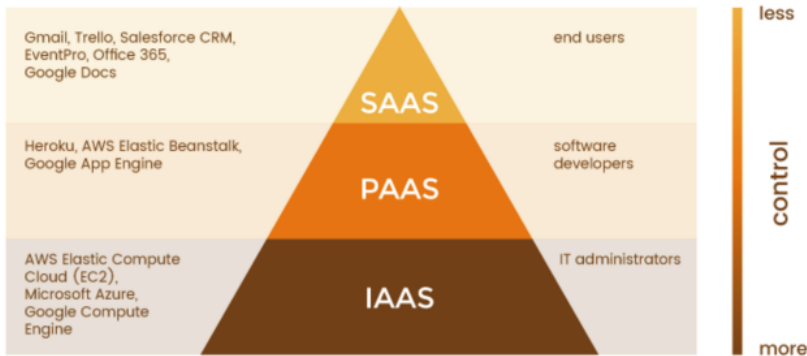 Gmail, Trello, Salesforce CRM,
EventPro, Office 365,
Google Docs
SAAS
end users
less
Heroku, AWS Elastic Beanstalk,
Google App Engine
PAAS
software
developers
control
AWS Elastic Compute
Cloud (EC2),
Microsoft Azure,
Google Compute
Engine
IAAS
IT administrators
more